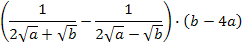 (1/(2√a + √b) − 1/(2√a − √b)) · (b − 4a)